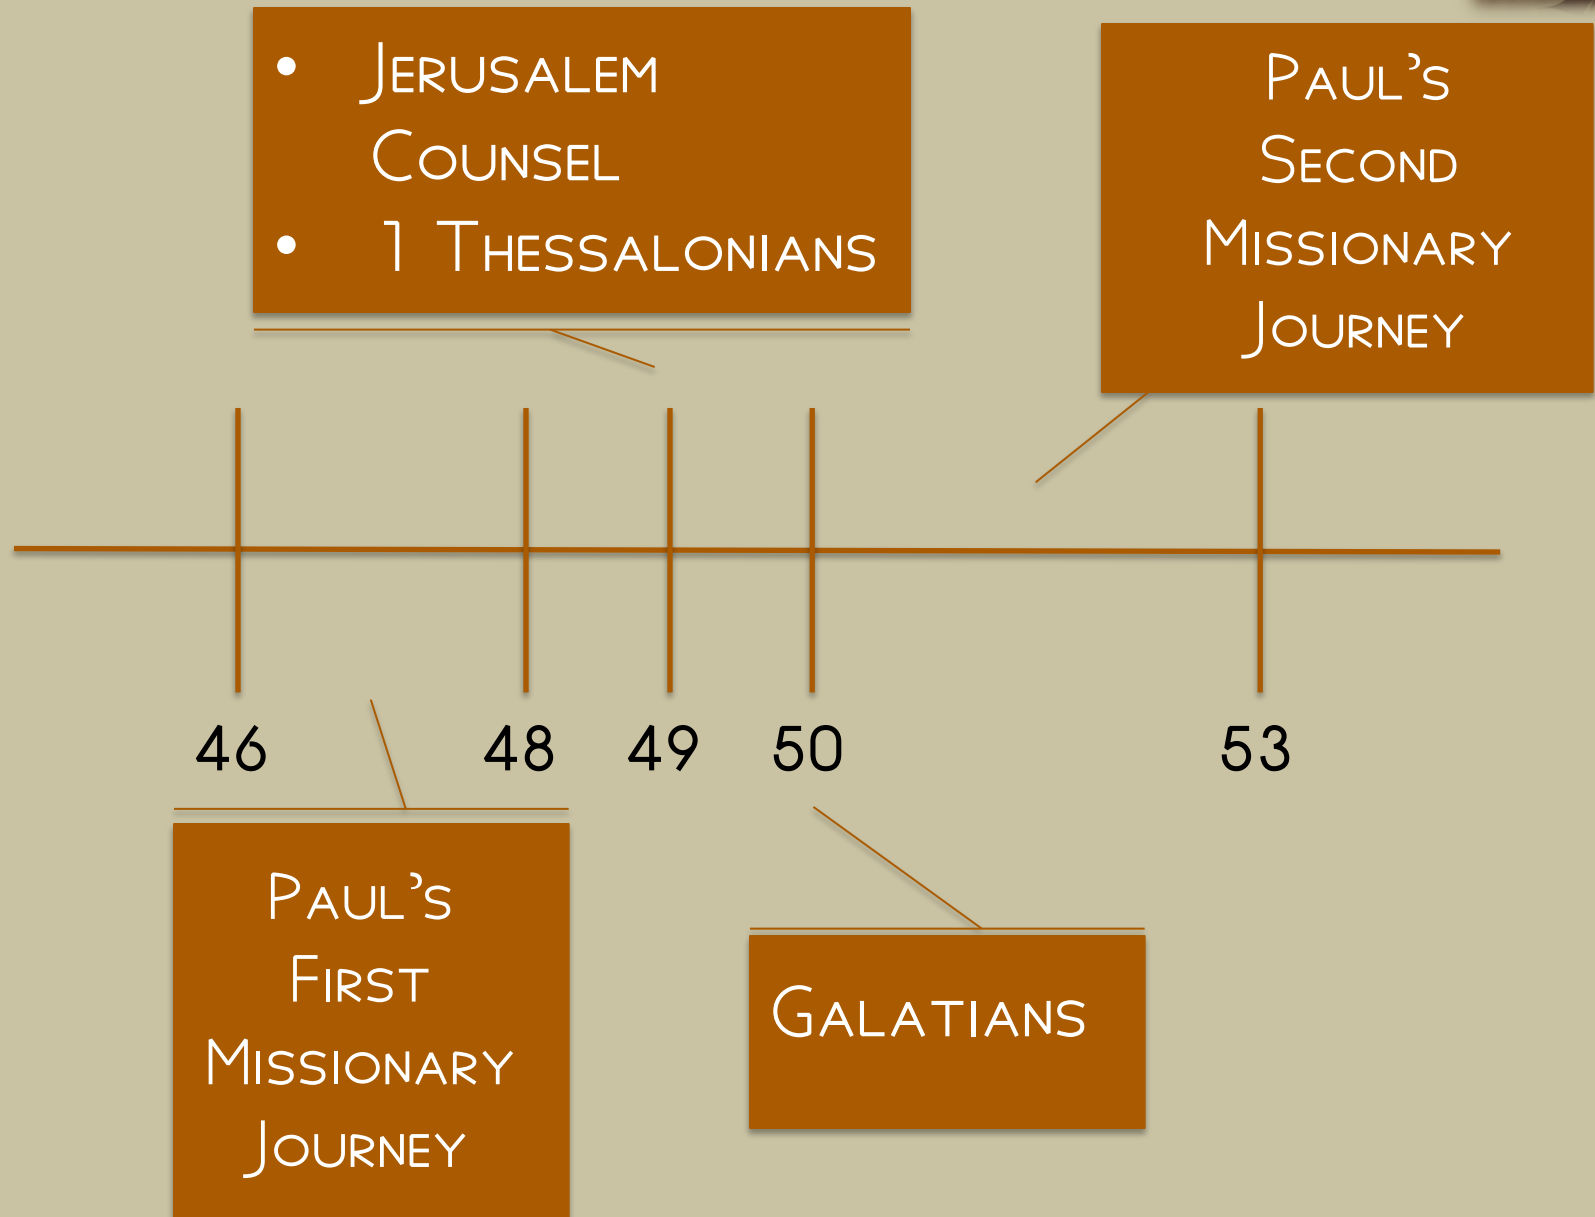 • Jerusalem
Counsel
• 1 Thessalonians
Paul's
Second
Missionary
Journey
46 48 49 50 53
Paul's
First
Missionary
Journey
Galatians